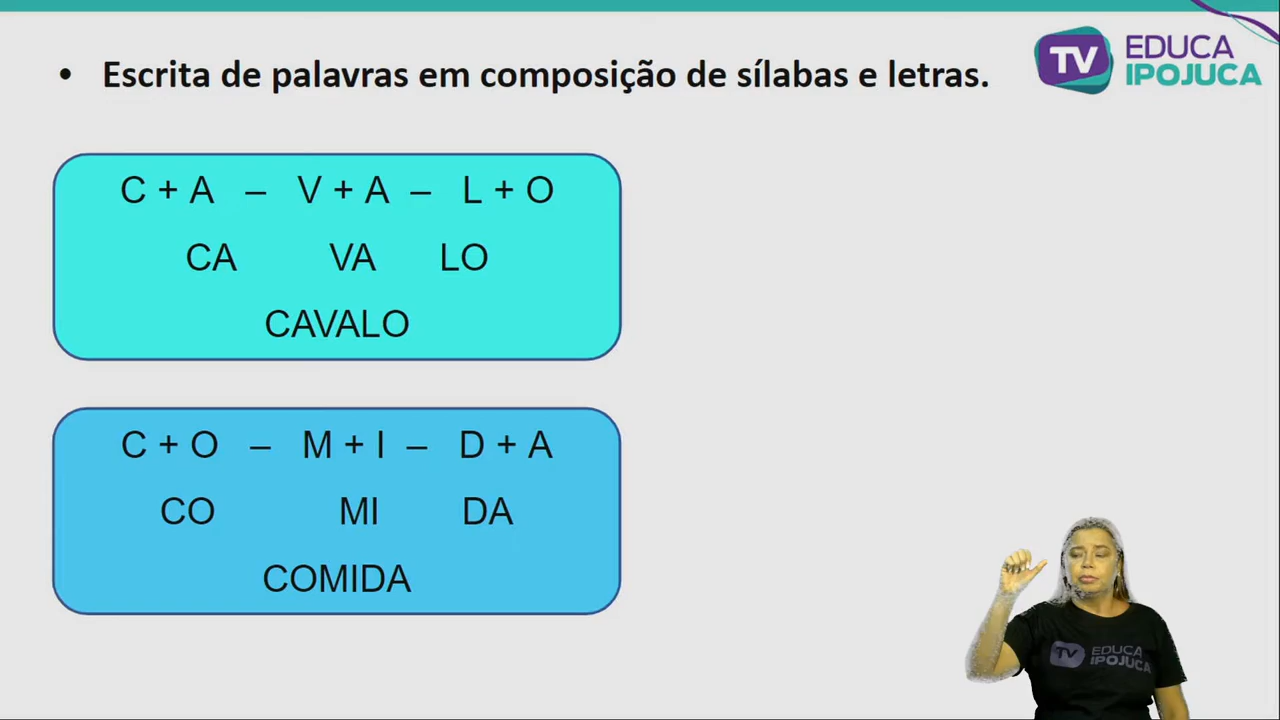 • Escrita de palavras em composição de sílabas e letras.
TV EDUCA
IPOJUCA
C + A – V + A – L + O
CA VA LO
CAVALO
C + O – M + I – D + A
CO MI DA
COMIDA
TV EDUCA
IPOJUCA